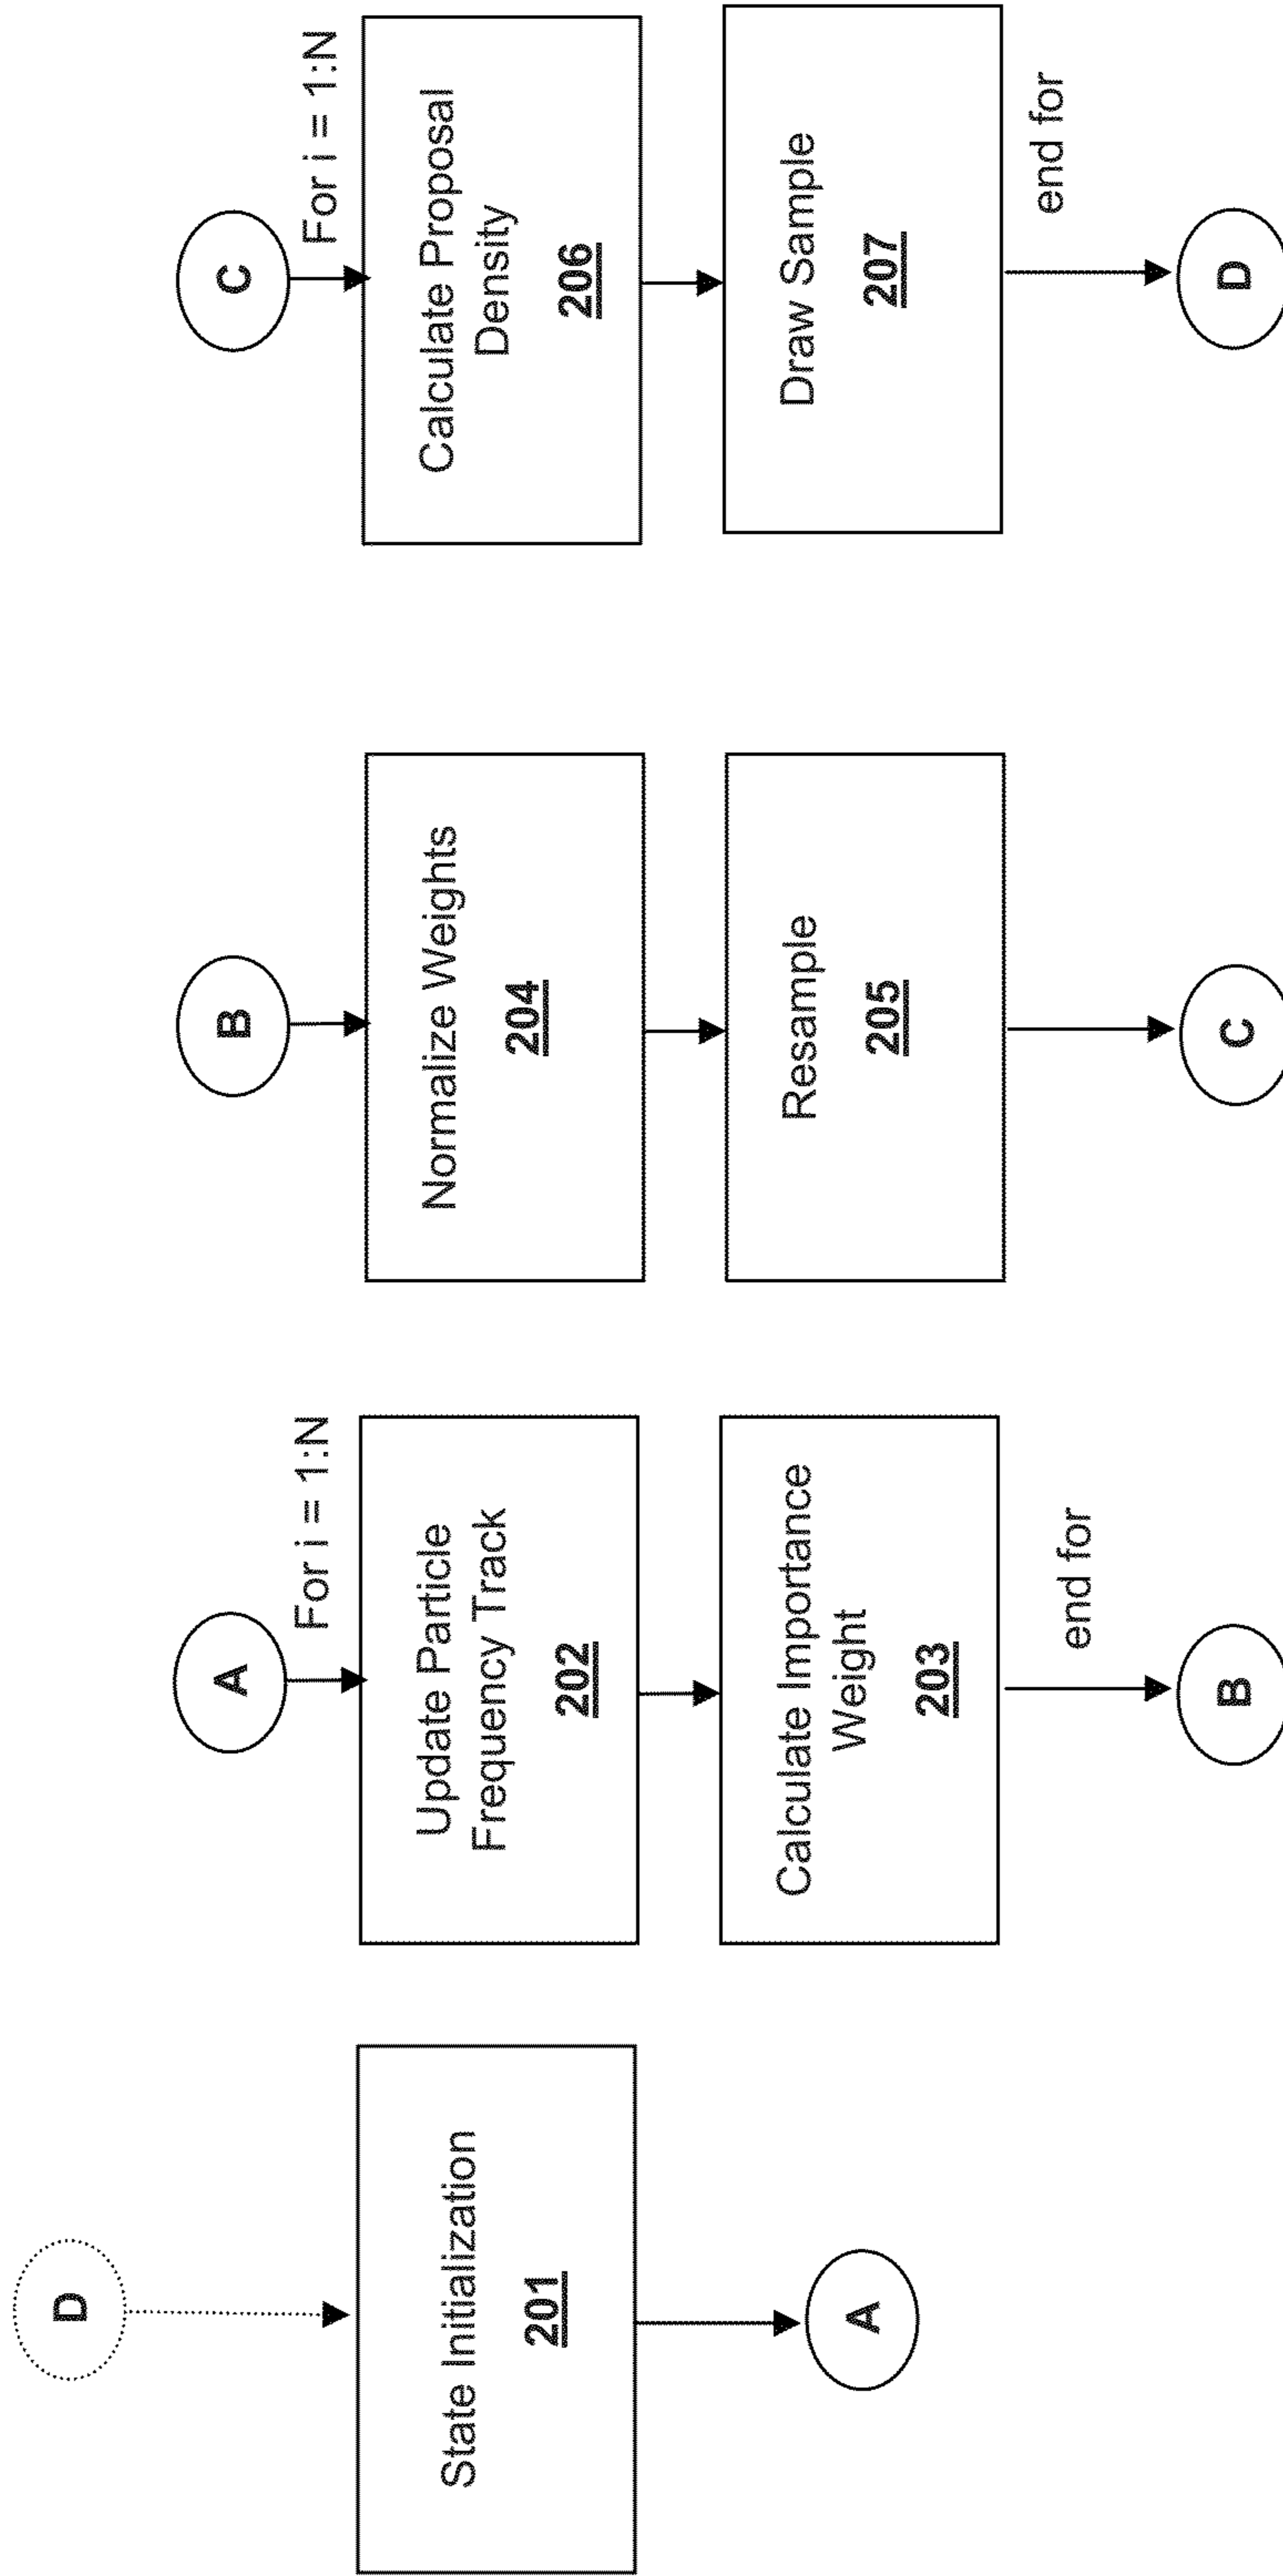 D
State Initialization
201
A
A
For i = 1:N
Update Particle
Frequency Track
202
Calculate Importance
Weight
203
end for
B
B
Normalize Weights
204
Resample
205
C
C
For i = 1:N
Calculate Proposal
Density
206
Draw Sample
207
end for
D